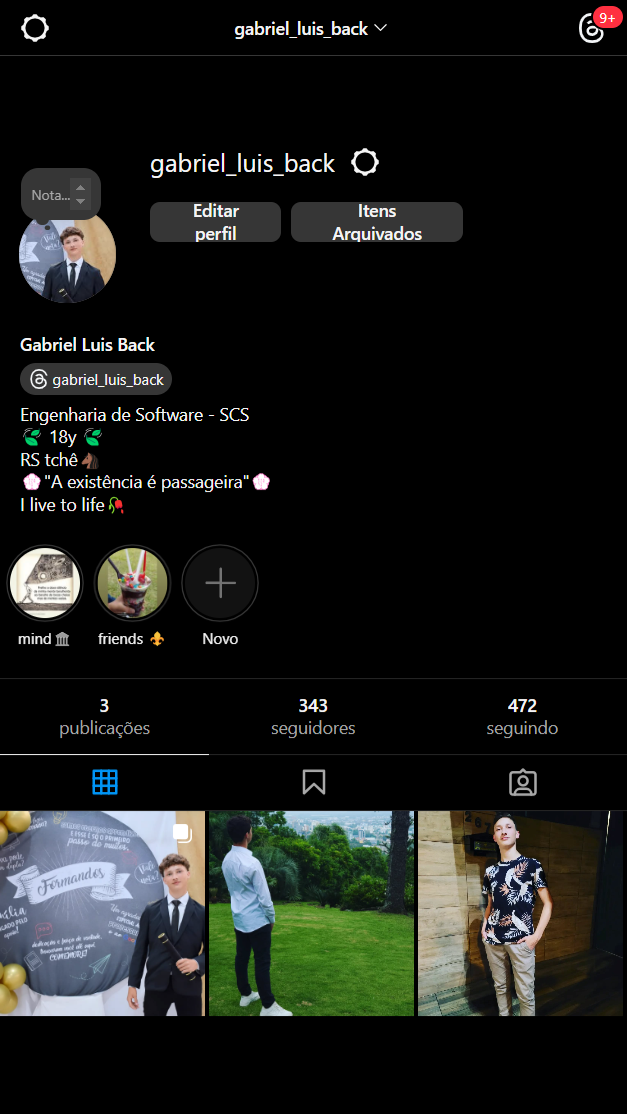 gabriel_luis_back
9+
gabriel_luis_back
Nota...
Editar
perfil
Itens
Arquivados
Gabriel Luis Back
gabriel_luis_back
Engenharia de Software - SCS
🍃 18y 🍃
RS tchê🐴
🌸"A existência é passageira"🌸
I live to life🥀
mind🏛️
friends ⚜️
Novo
3
publicações
343
seguidores
472
seguindo
Formandos